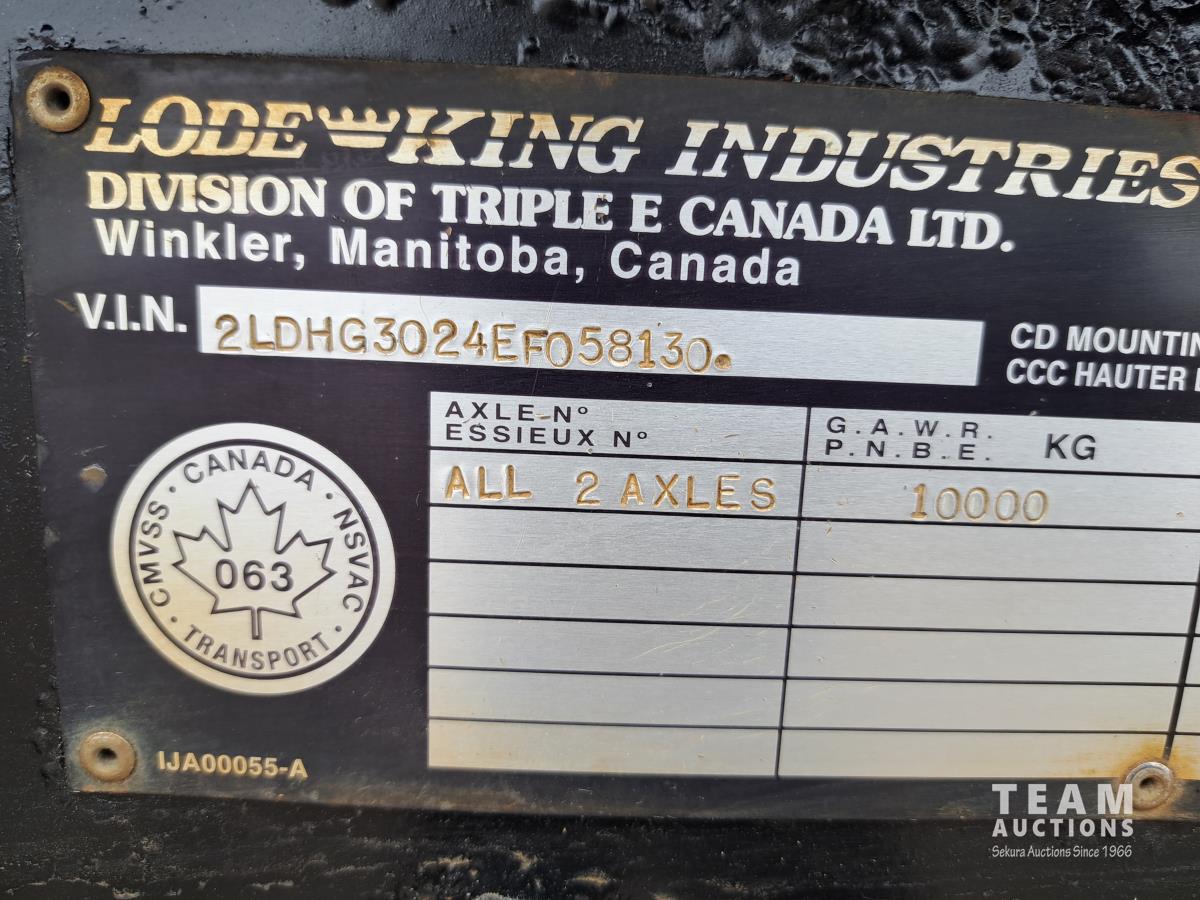 LODE KING INDUSTRIES
DIVISION OF TRIPLE E CANADA LTD.
Winkler, Manitoba, Canada
V.I.N. 2LDHG3024EF058130.
CD MOUNTIN
CCC HAUTER
AXLE Nº
ESSIEUX Nº
G.A.W.R.
P.N.B.E. KG
ALL 2 AXLES 10000
CMVSS · CANADA · NSVAC · TRANSPORT ·
063
IJA00055-A
TEAM
AUCTIONS
Sekura Auctions Since 1966